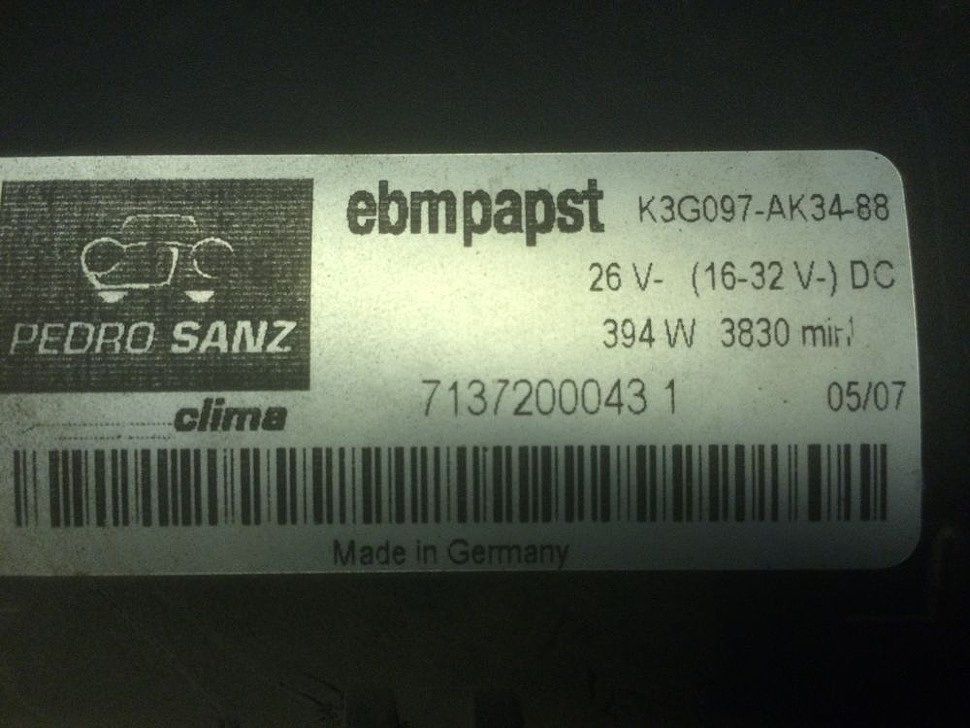 ebmpapst K3G097-AK34-88
26 V- (16-32 V-) DC
394 W 3830 min-1
7137200043 1 05/07
PEDRO SANZ
clima
Made in Germany